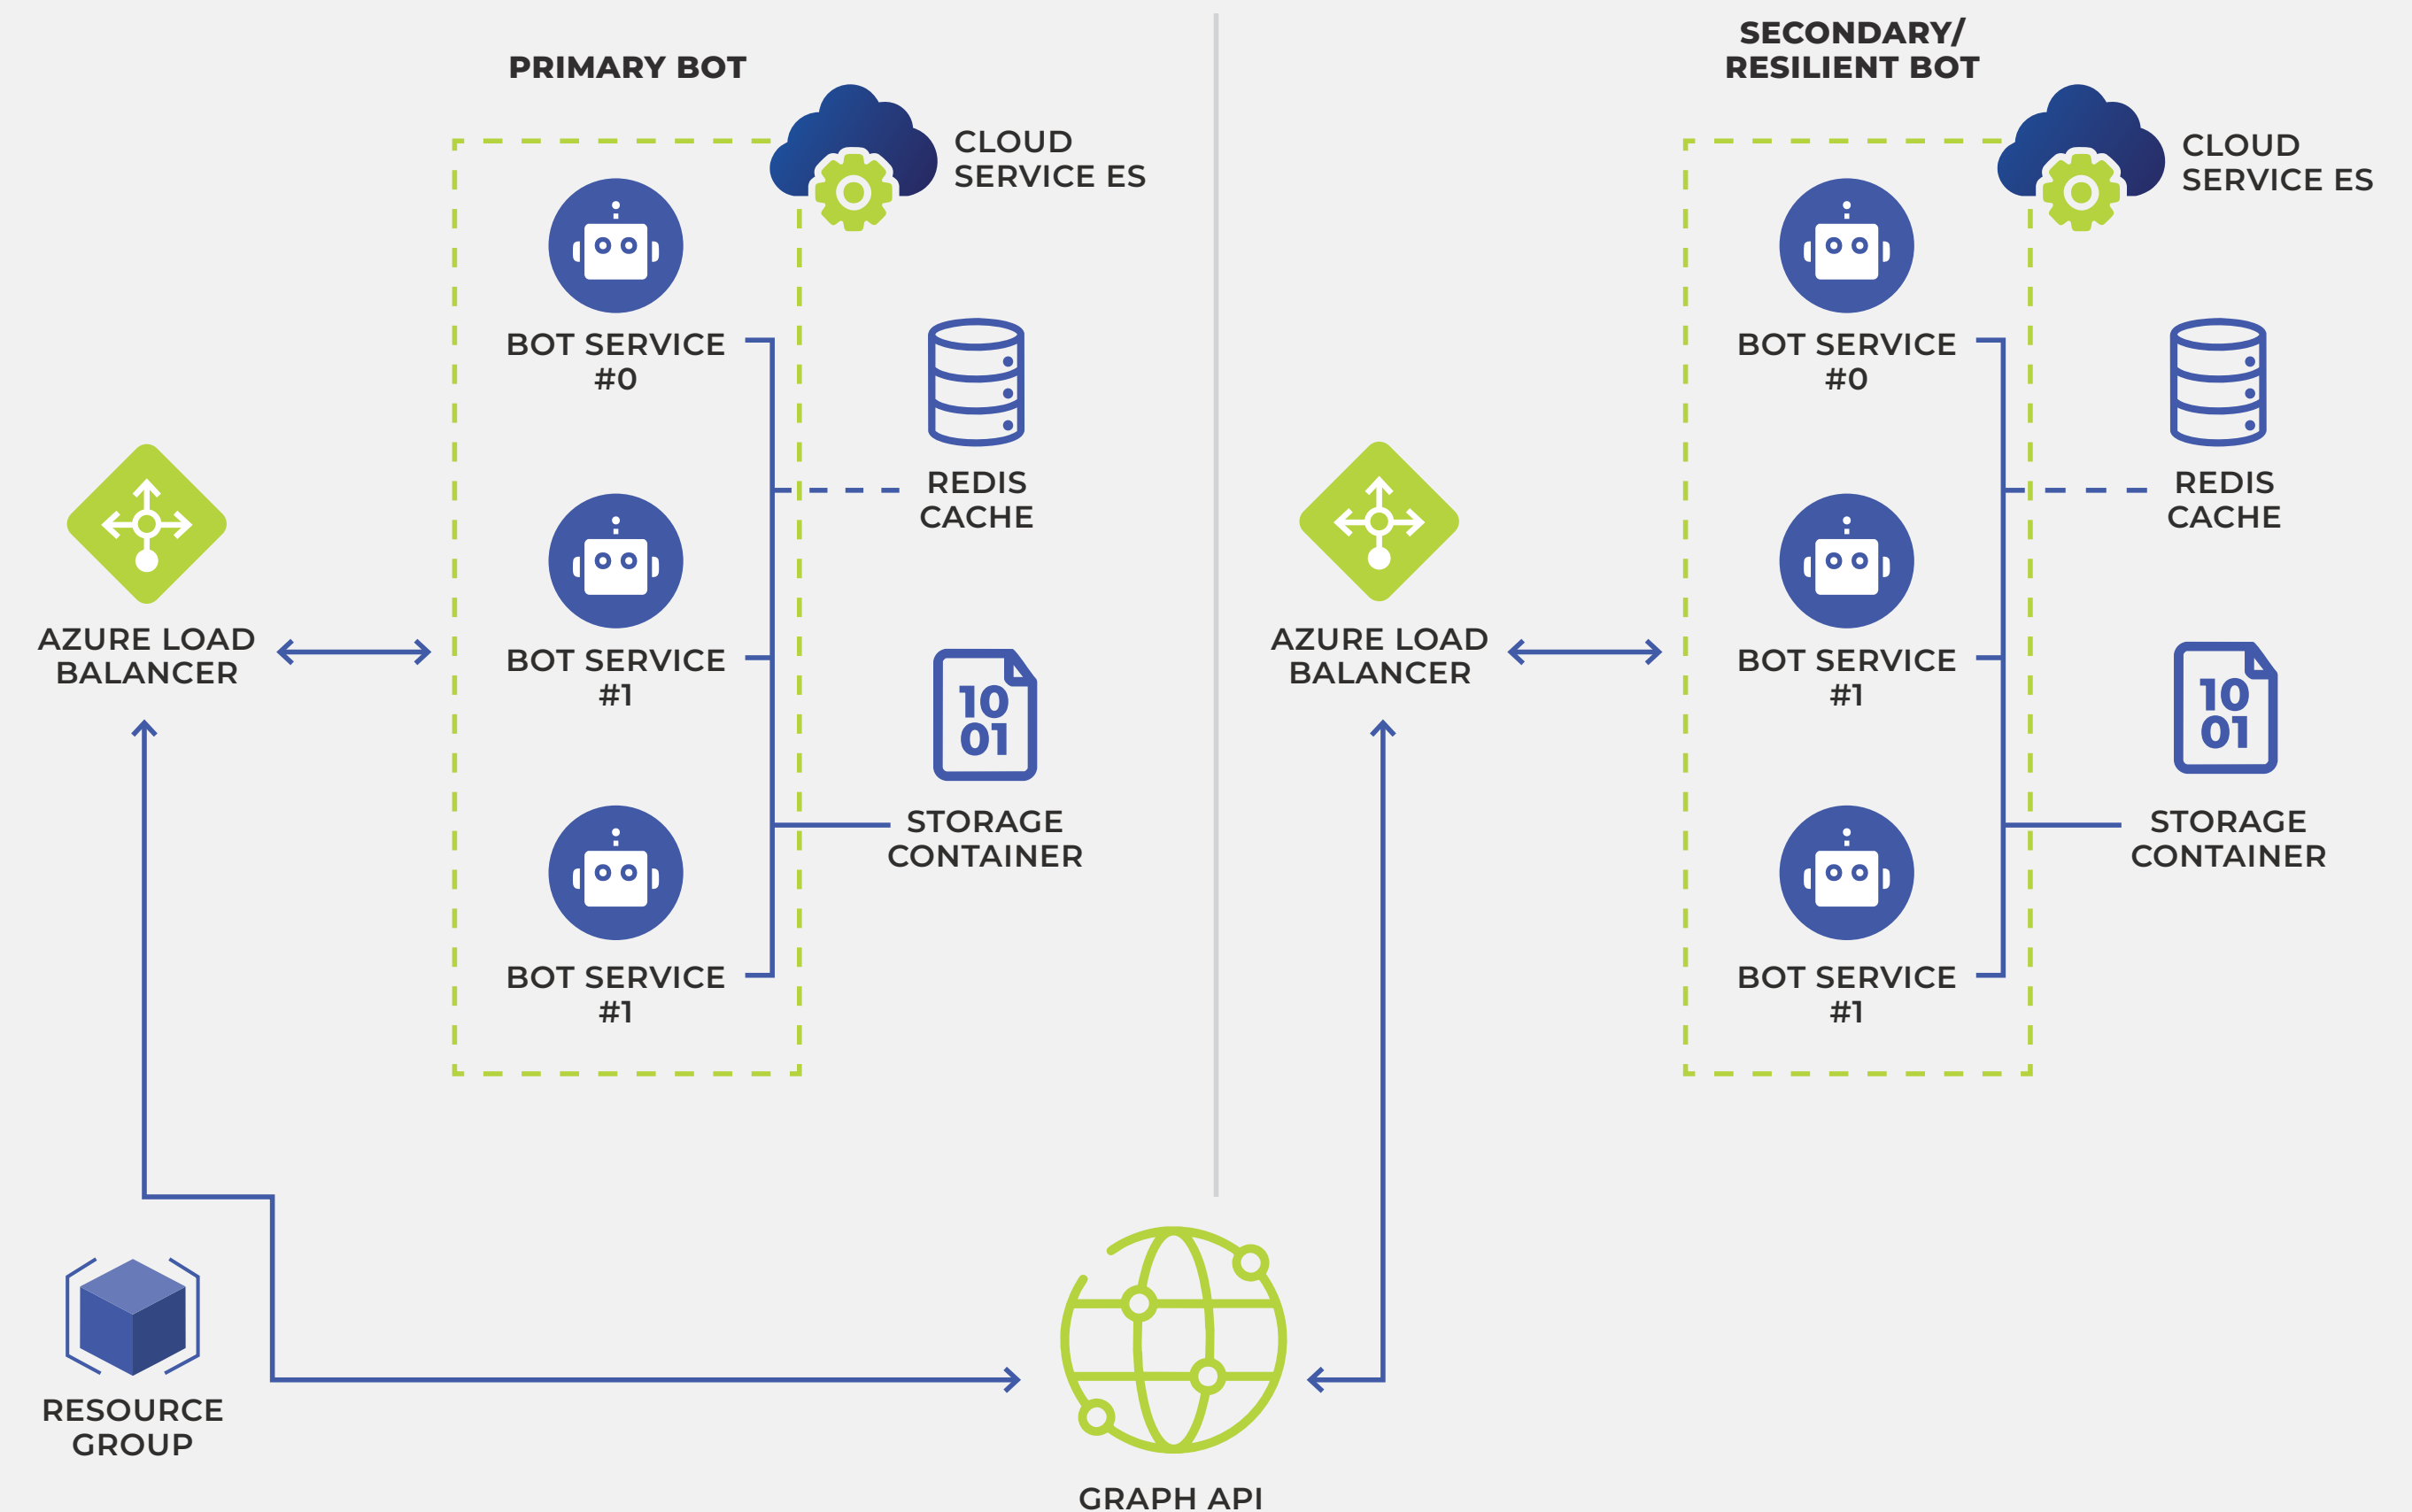 PRIMARY BOT
CLOUD
SERVICE ES
BOT SERVICE
#0
REDIS
CACHE
AZURE LOAD
BALANCER
BOT SERVICE
#1
10
01
STORAGE
CONTAINER
BOT SERVICE
#1
RESOURCE
GROUP
GRAPH API
SECONDARY/
RESILIENT BOT
CLOUD
SERVICE ES
BOT SERVICE
#0
REDIS
CACHE
AZURE LOAD
BALANCER
BOT SERVICE
#1
10
01
STORAGE
CONTAINER
BOT SERVICE
#1